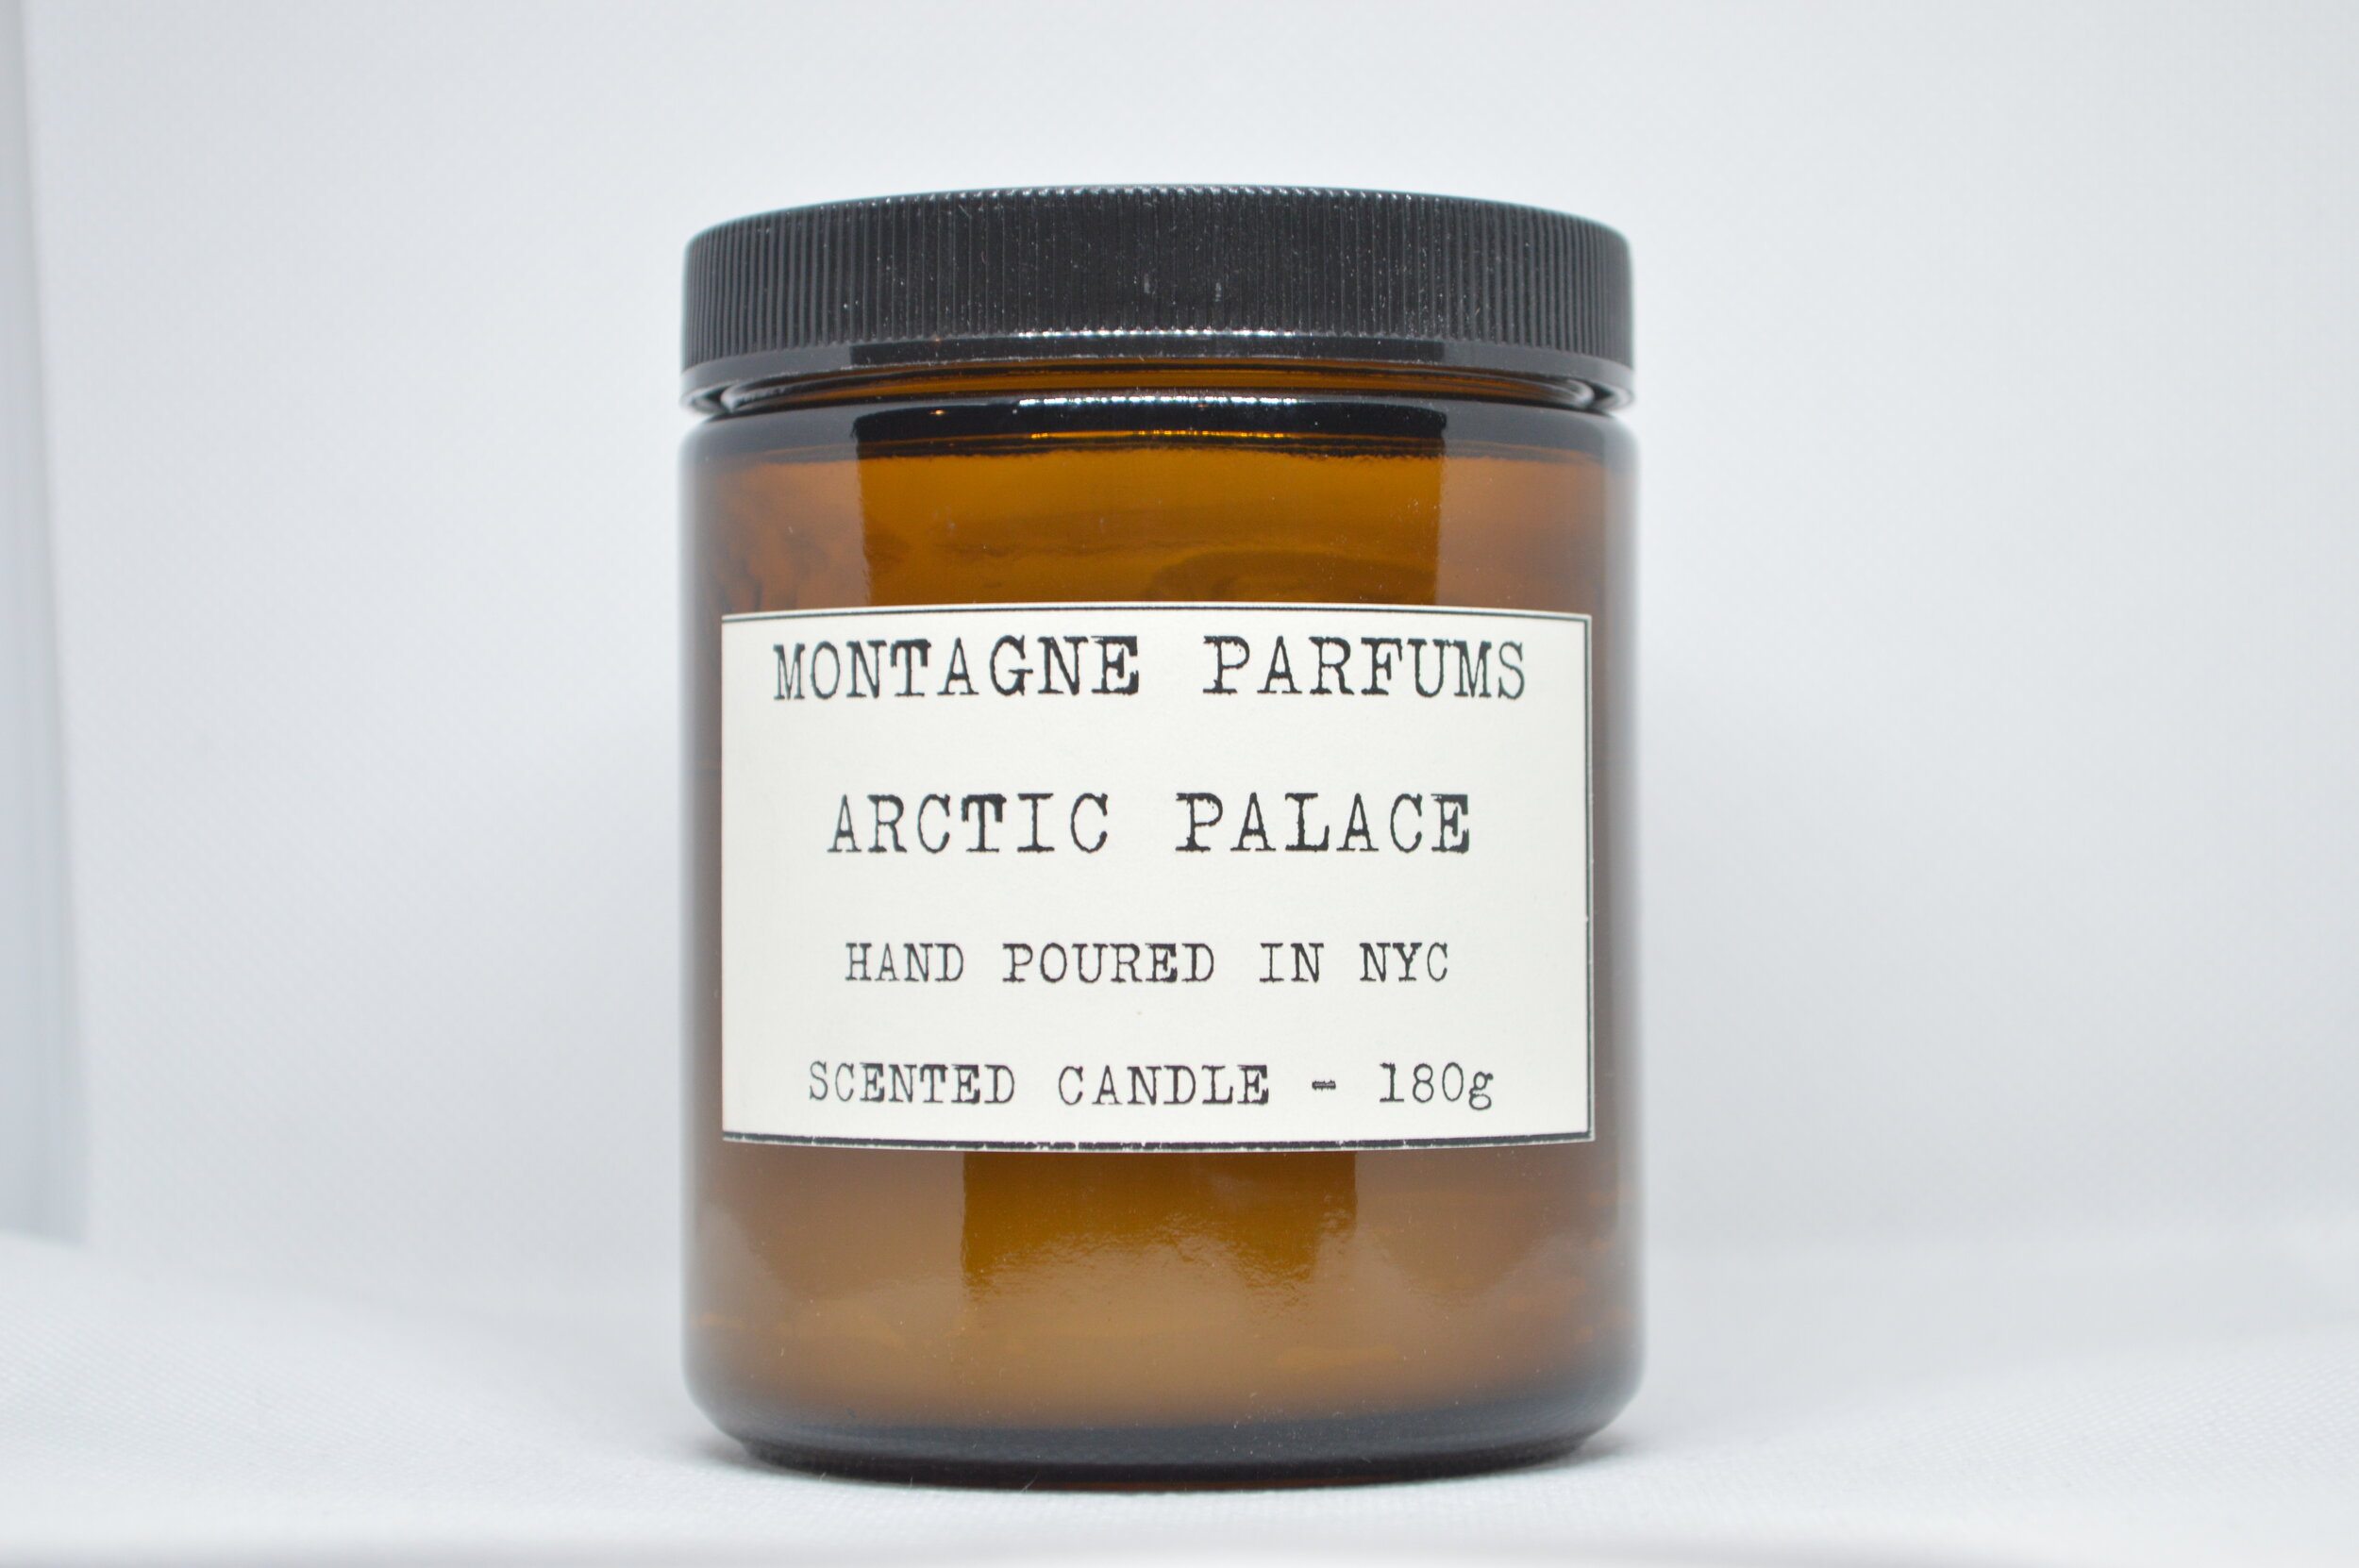 MONTAGNE PARFUMS
ARCTIC PALACE
HAND POURED IN NYC
SCENTED CANDLE - 180g